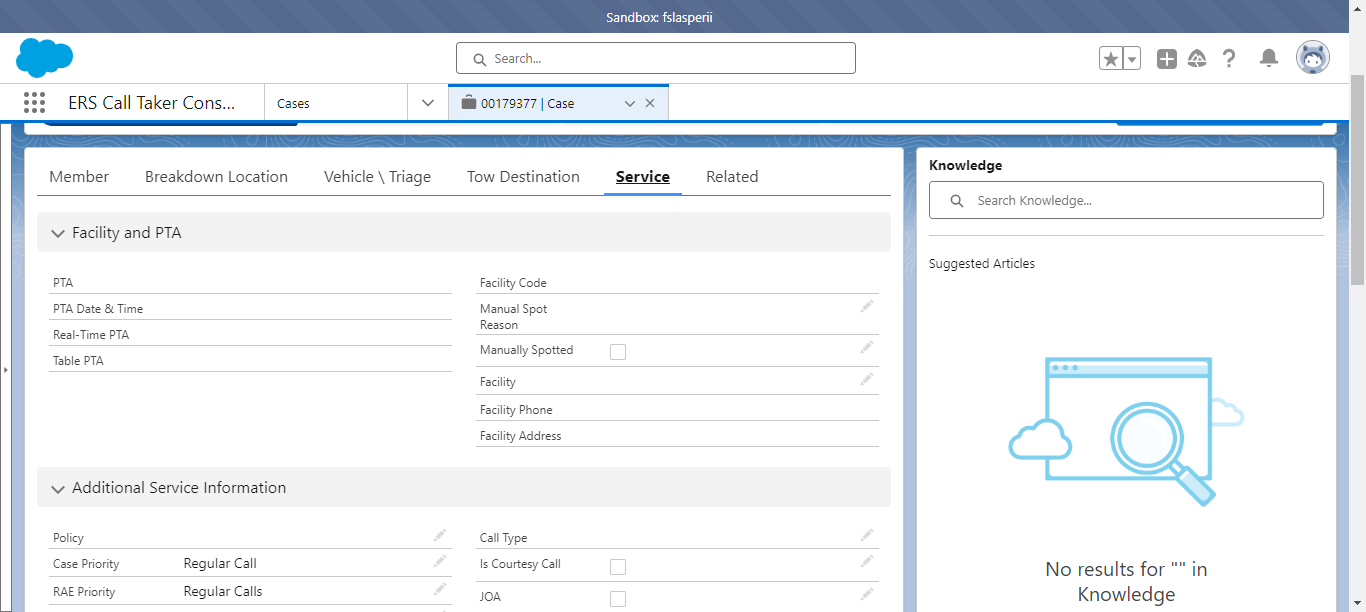 Sandbox: fslasperii
Search...
ERS Call Taker Cons...
Cases
00179377 | Case
Member
Breakdown Location
Vehicle \ Triage
Tow Destination
Service
Related
Facility and PTA
PTA
PTA Date & Time
Real-Time PTA
Table PTA
Facility Code
Manual Spot
Reason
Manually Spotted
Facility
Facility Phone
Facility Address
Additional Service Information
Policy
Case Priority Regular Call
RAE Priority Regular Calls
Call Type
Is Courtesy Call
JOA
Knowledge
Search Knowledge...
Suggested Articles
No results for "" in
Knowledge